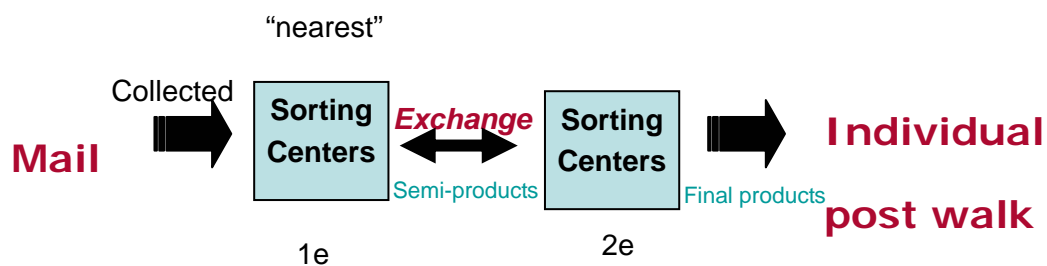 “nearest”
Collected
Mail
Sorting
Centers
1e
Exchange
Semi-products
Sorting
Centers
2e
Final products
Individual
post walk